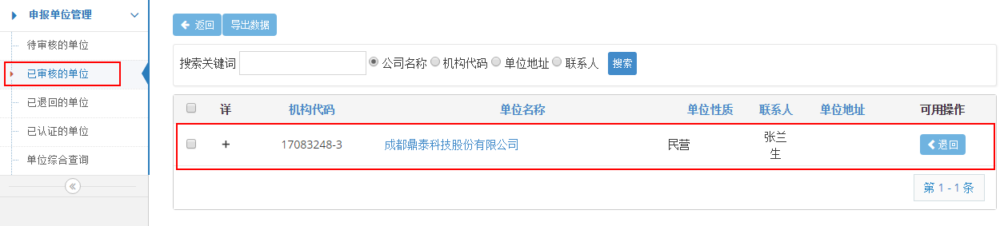 申报单位管理
待审核的单位
已审核的单位
已退回的单位
已认证的单位
单位综合查询
返回 导出数据
搜索关键词 公司名称 机构代码 单位地址 联系人 搜索
详 机构代码 单位名称 单位性质 联系人 单位地址 可用操作
+ 17083248-3 成都鼎泰科技股份有限公司 民营 张兰生 退回
第 1 - 1 条